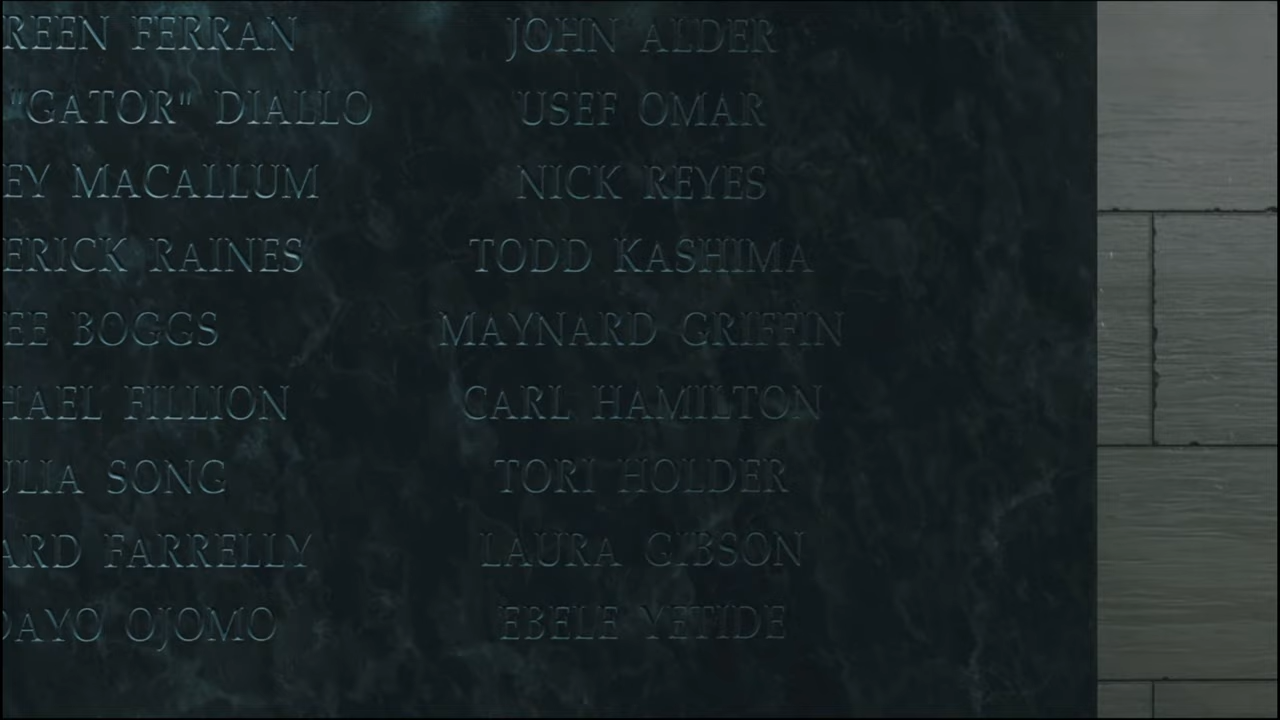 REEN FERRAN
"GATOR" DIALLO
EY MACALLUM
ERICK RAINES
EE BOGGS
HAEL FILLION
ULIA SONG
ARD FARRELLY
DAYO OJOMO
JOHN ALDER
USEF OMAR
NICK REYES
TODD KASHIMA
MAYNARD GRIFFIN
CARL HAMILTON
TORI HOLDER
LAURA GIBSON
EBELE YETIDE